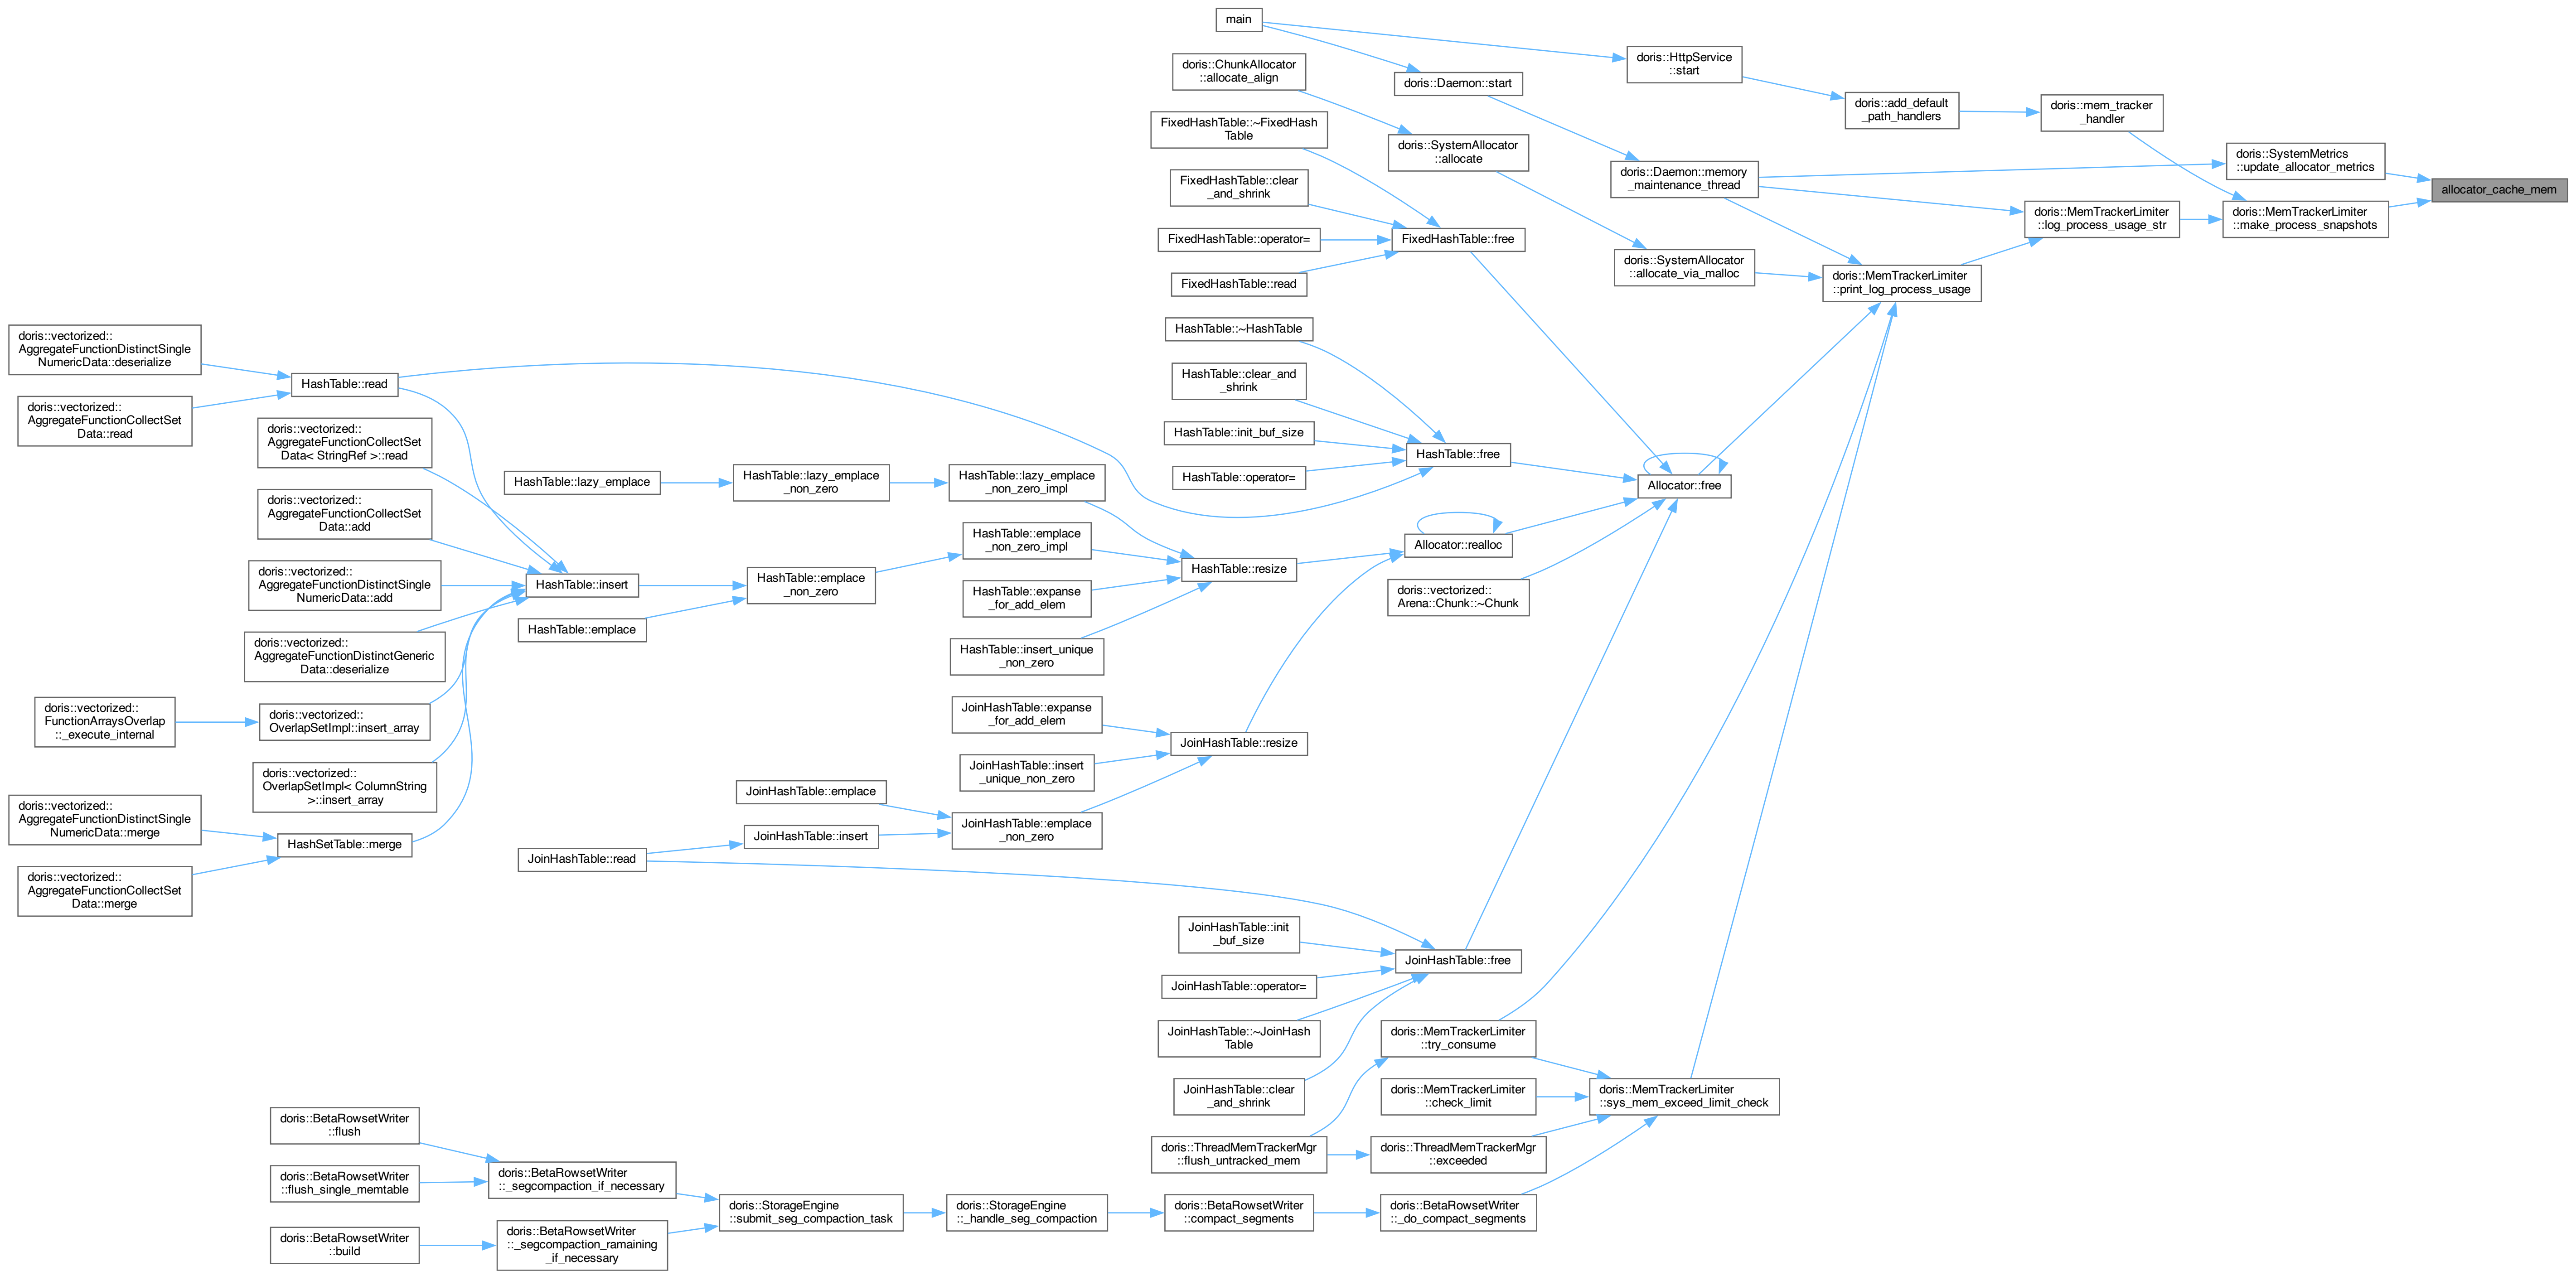 main
doris::HttpService
::start
doris::ChunkAllocator
::allocate_align
doris::Daemon::start
doris::add_default
_path_handlers
doris::mem_tracker
_handler
FixedHashTable::~FixedHash
Table
doris::SystemAllocator
::allocate
doris::SystemMetrics
::update_allocator_metrics
doris::Daemon::memory
_maintenance_thread
allocator_cache_mem
FixedHashTable::clear
_and_shrink
doris::MemTrackerLimiter
::log_process_usage_str
doris::MemTrackerLimiter
::make_process_snapshots
FixedHashTable::operator=
FixedHashTable::free
doris::SystemAllocator
::allocate_via_malloc
FixedHashTable::read
doris::MemTrackerLimiter
::print_log_process_usage
HashTable::~HashTable
doris::vectorized::
AggregateFunctionDistinctSingle
NumericData::deserialize
HashTable::read
HashTable::clear_and
_shrink
doris::vectorized::
AggregateFunctionCollectSet
Data::read
doris::vectorized::
AggregateFunctionCollectSet
Data< StringRef >::read
HashTable::init_buf_size
HashTable::free
HashTable::operator=
HashTable::lazy_emplace
HashTable::lazy_emplace
_non_zero
HashTable::lazy_emplace
_non_zero_impl
Allocator::free
doris::vectorized::
AggregateFunctionCollectSet
Data::add
HashTable::emplace
_non_zero_impl
Allocator::realloc
HashTable::resize
doris::vectorized::
AggregateFunctionDistinctSingle
NumericData::add
HashTable::insert
HashTable::emplace
_non_zero
HashTable::expanse
_for_add_elem
doris::vectorized::
Arena::Chunk::~Chunk
HashTable::emplace
HashTable::insert_unique
_non_zero
doris::vectorized::
AggregateFunctionDistinctGeneric
Data::deserialize
doris::vectorized::
FunctionArraysOverlap
::_execute_internal
doris::vectorized::
OverlapSetImpl::insert_array
JoinHashTable::expanse
_for_add_elem
JoinHashTable::resize
JoinHashTable::insert
_unique_non_zero
doris::vectorized::
OverlapSetImpl< ColumnString
>::insert_array
JoinHashTable::emplace
doris::vectorized::
AggregateFunctionDistinctSingle
NumericData::merge
HashSetTable::merge
JoinHashTable::insert
JoinHashTable::emplace
_non_zero
JoinHashTable::read
doris::vectorized::
AggregateFunctionCollectSet
Data::merge
JoinHashTable::init
_buf_size
JoinHashTable::free
JoinHashTable::operator=
JoinHashTable::~JoinHash
Table
doris::MemTrackerLimiter
::try_consume
JoinHashTable::clear
_and_shrink
doris::MemTrackerLimiter
::check_limit
doris::MemTrackerLimiter
::sys_mem_exceed_limit_check
doris::BetaRowsetWriter
::flush
doris::ThreadMemTrackerMgr
::flush_untracked_mem
doris::ThreadMemTrackerMgr
::exceeded
doris::BetaRowsetWriter
::flush_single_memtable
doris::BetaRowsetWriter
::_segcompaction_if_necessary
doris::StorageEngine
::submit_seg_compaction_task
doris::StorageEngine
::_handle_seg_compaction
doris::BetaRowsetWriter
::compact_segments
doris::BetaRowsetWriter
::_do_compact_segments
doris::BetaRowsetWriter
::build
doris::BetaRowsetWriter
::_segcompaction_ramaining
_if_necessary